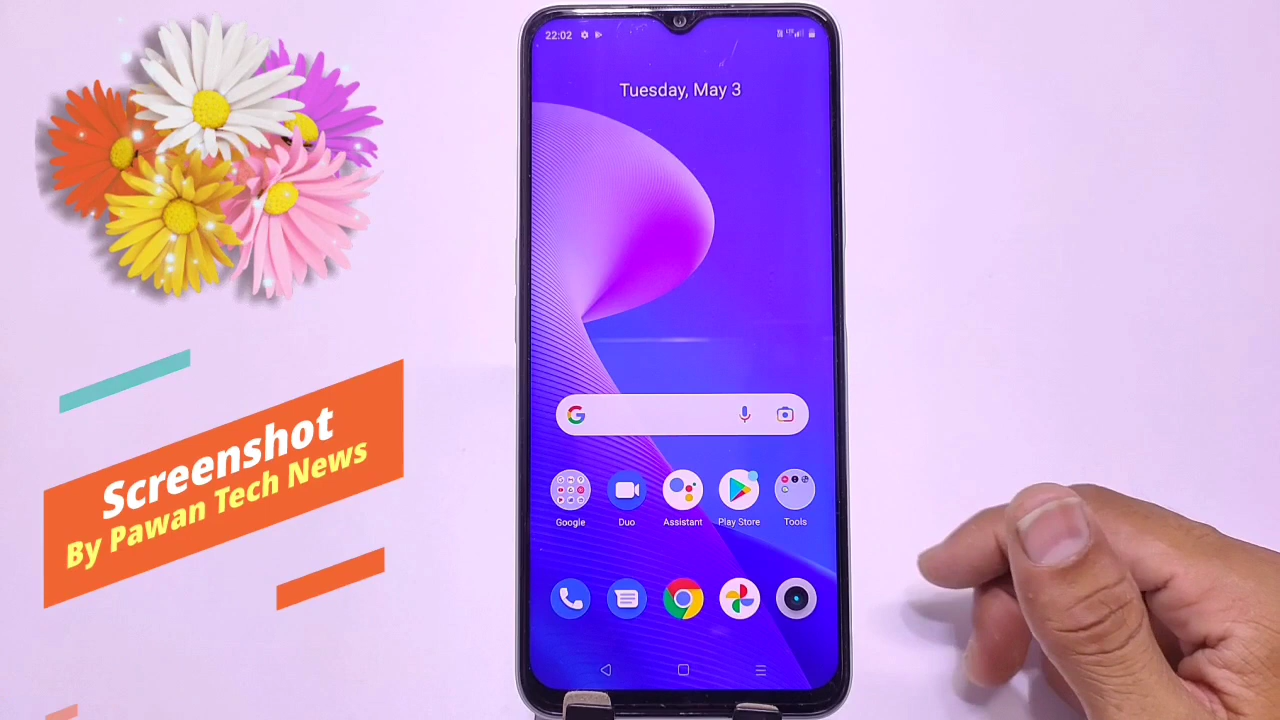 22:02
Tuesday, May 3
Google
Duo
Assistant
Play Store
Tools
Screenshot
By Pawan Tech News